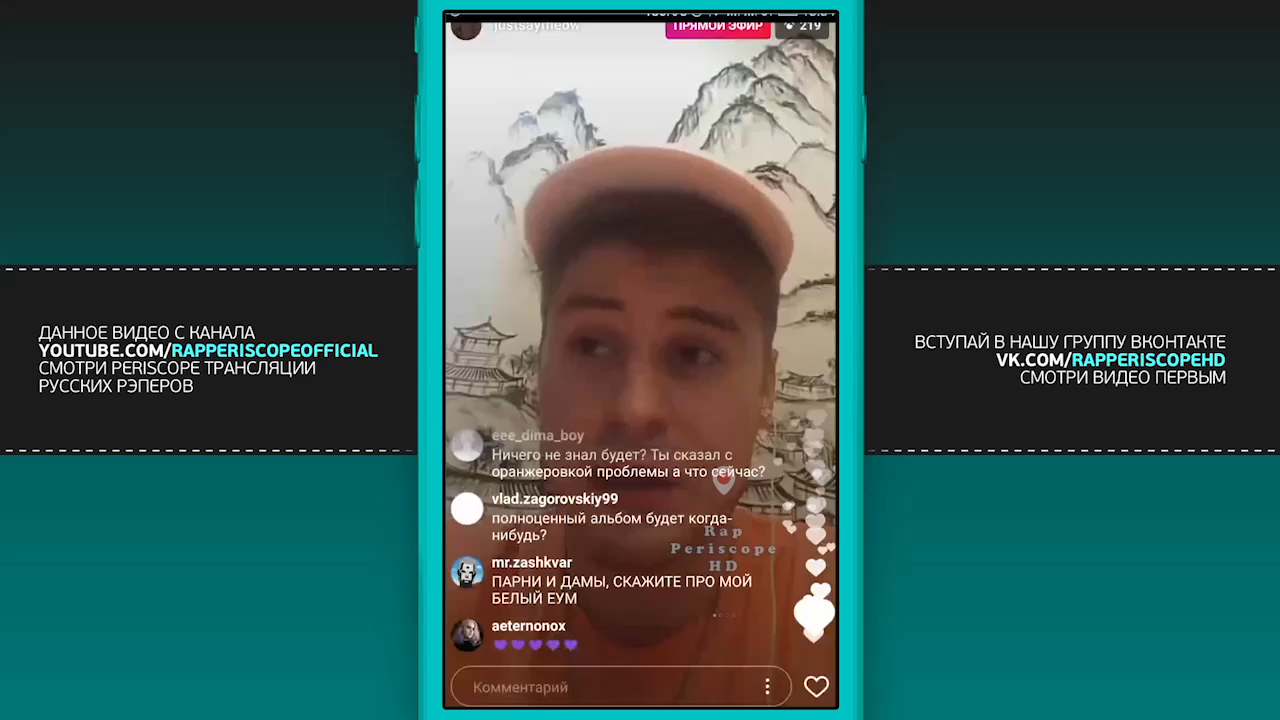 justsaymeow
ПРЯМОЙ ЭФИР
219
ДАННОЕ ВИДЕО С КАНАЛА
YOUTUBE.COM/RAPPERISCOPEOFFICIAL
СМОТРИ PERISCOPE ТРАНСЛЯЦИИ
РУССКИХ РЭПЕРОВ
ВСТУПАЙ В НАШУ ГРУППУ ВКОНТАКТЕ
VK.COM/RAPPERISCOPEHD
СМОТРИ ВИДЕО ПЕРВЫМ
eee_dima_boy
Ничего не знал будет? Ты сказал с
оранжеровкой проблемы а что сейчас?
vlad.zagorovskiy99
полноценный альбом будет когда-
нибудь?
Rap
Periscope
HD
mr.zashkvar
ПАРНИ И ДАМЫ, СКАЖИТЕ ПРО МОЙ
БЕЛЫЙ ЕУМ
aeternonox
Комментарий